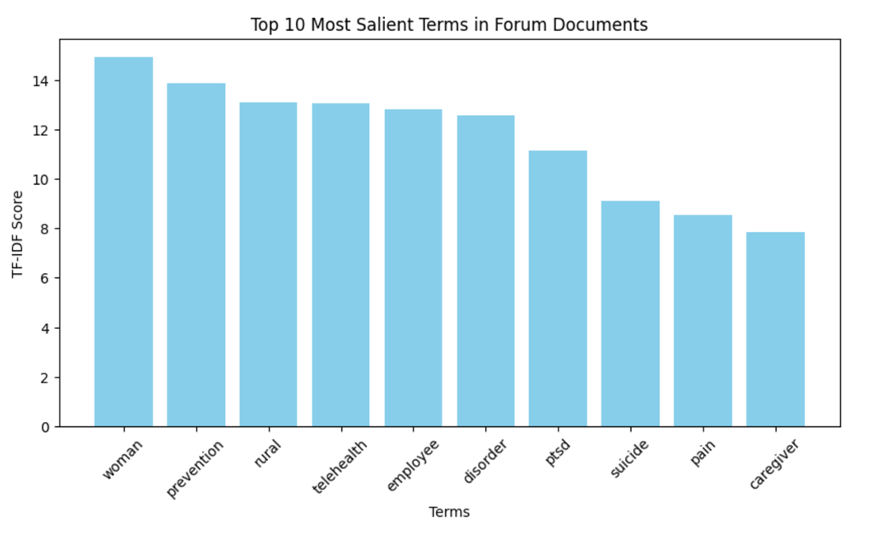 Top 10 Most Salient Terms in Forum Documents
14
12
10
8
6
4
2
0
TF-IDF Score
woman
prevention
rural
telehealth
employee
disorder
ptsd
suicide
pain
caregiver
Terms